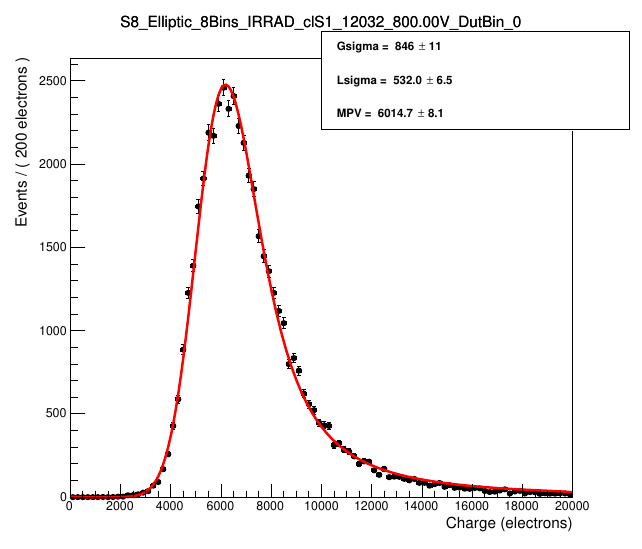 S8_Elliptic_8Bins_IRRAD_clS1_12032_800.00V_DutBin_0
Gsigma = 846 ± 11
Lsigma = 532.0 ± 6.5
MPV = 6014.7 ± 8.1
Events / ( 200 electrons )
2500
2000
1500
1000
500
0
0 2000 4000 6000 8000 10000 12000 14000 16000 18000 20000
Charge (electrons)